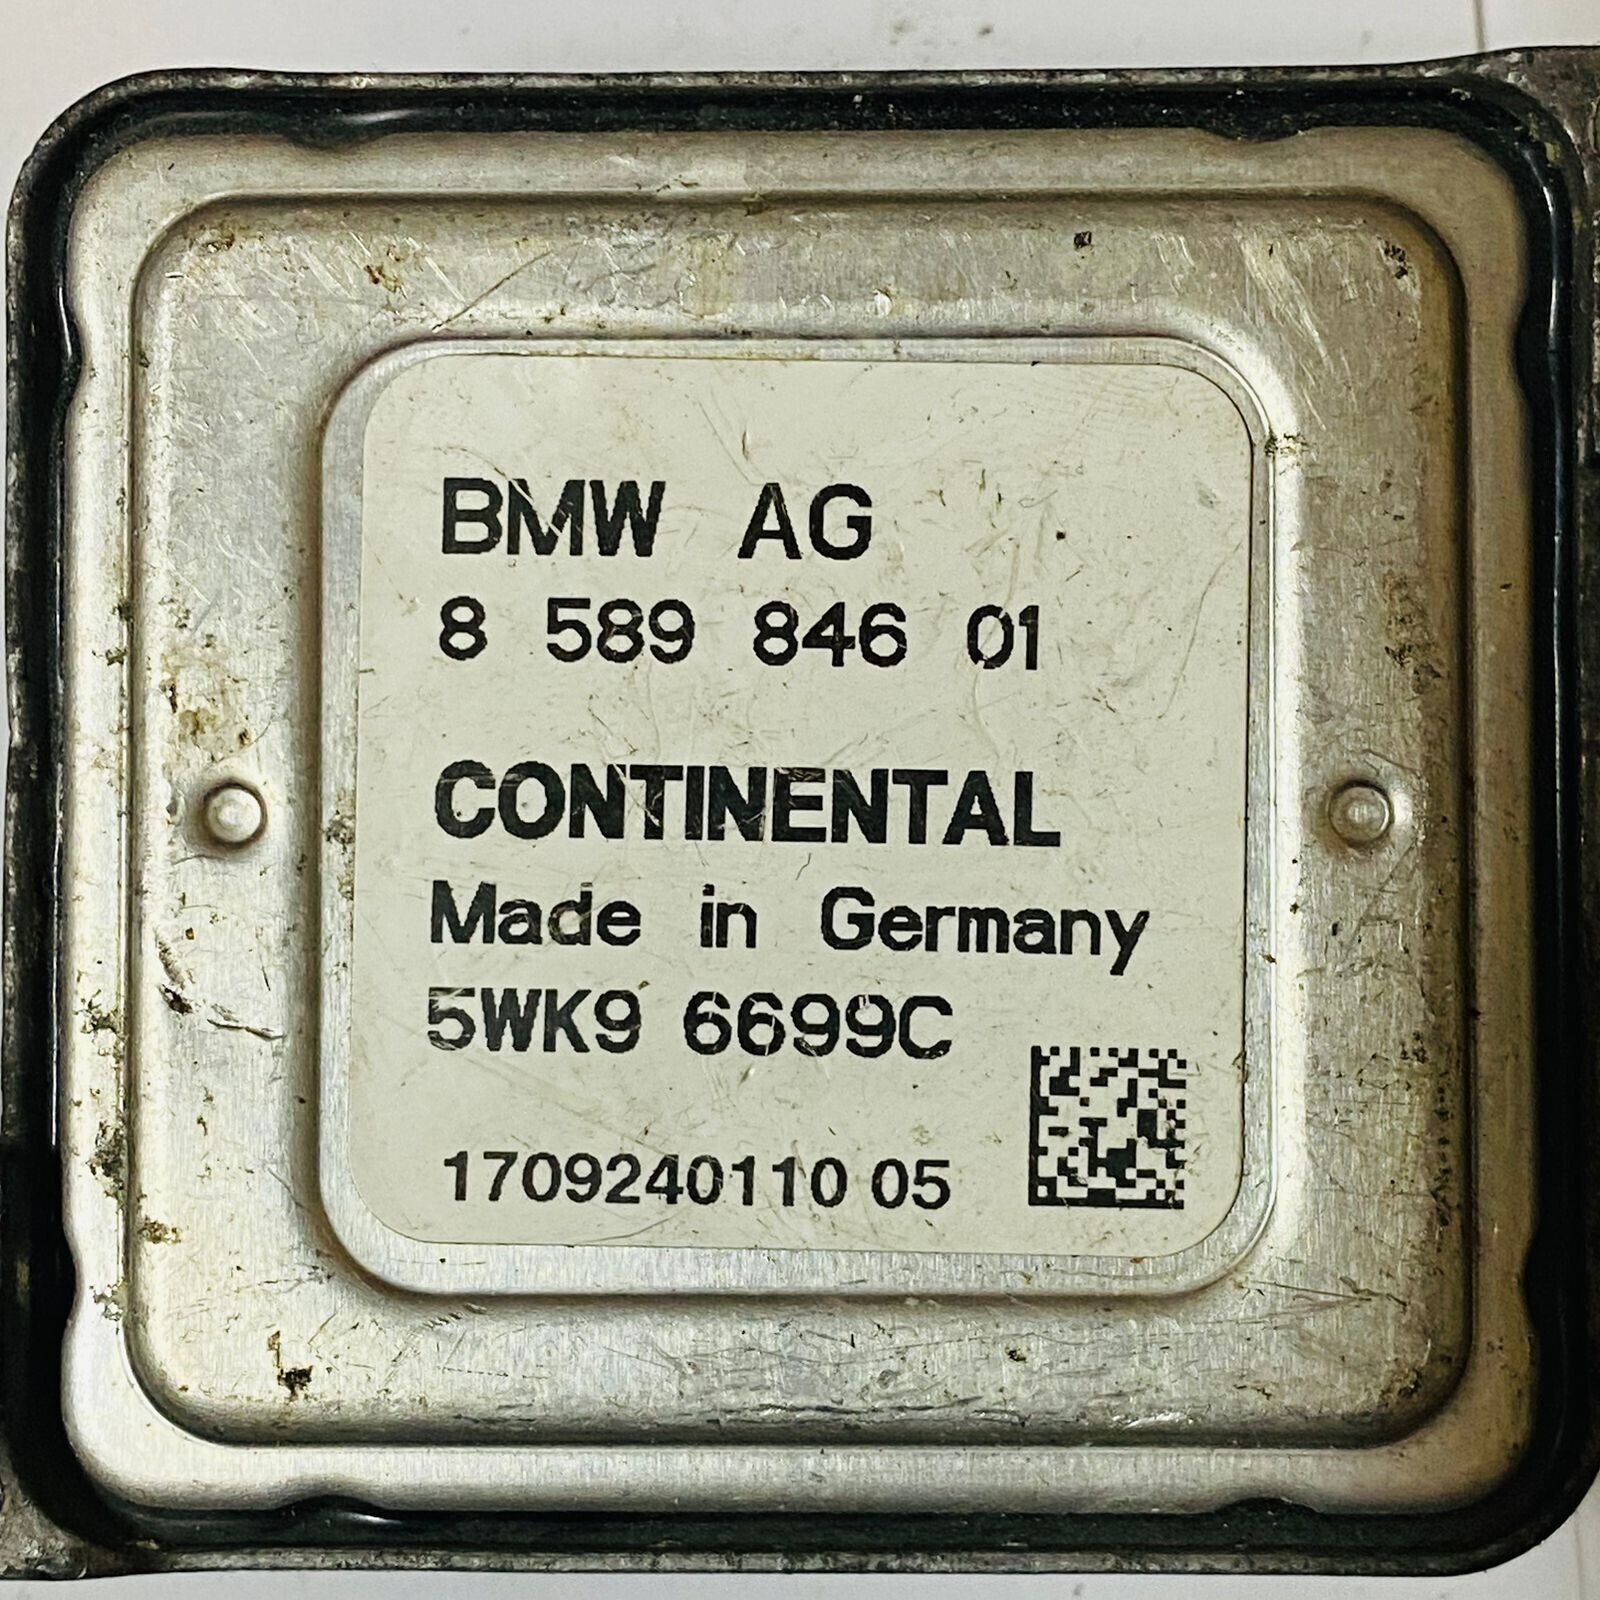 BMW AG
8 589 846 01
CONTINENTAL
Made in Germany
5WK9 6699C
1709240110 05